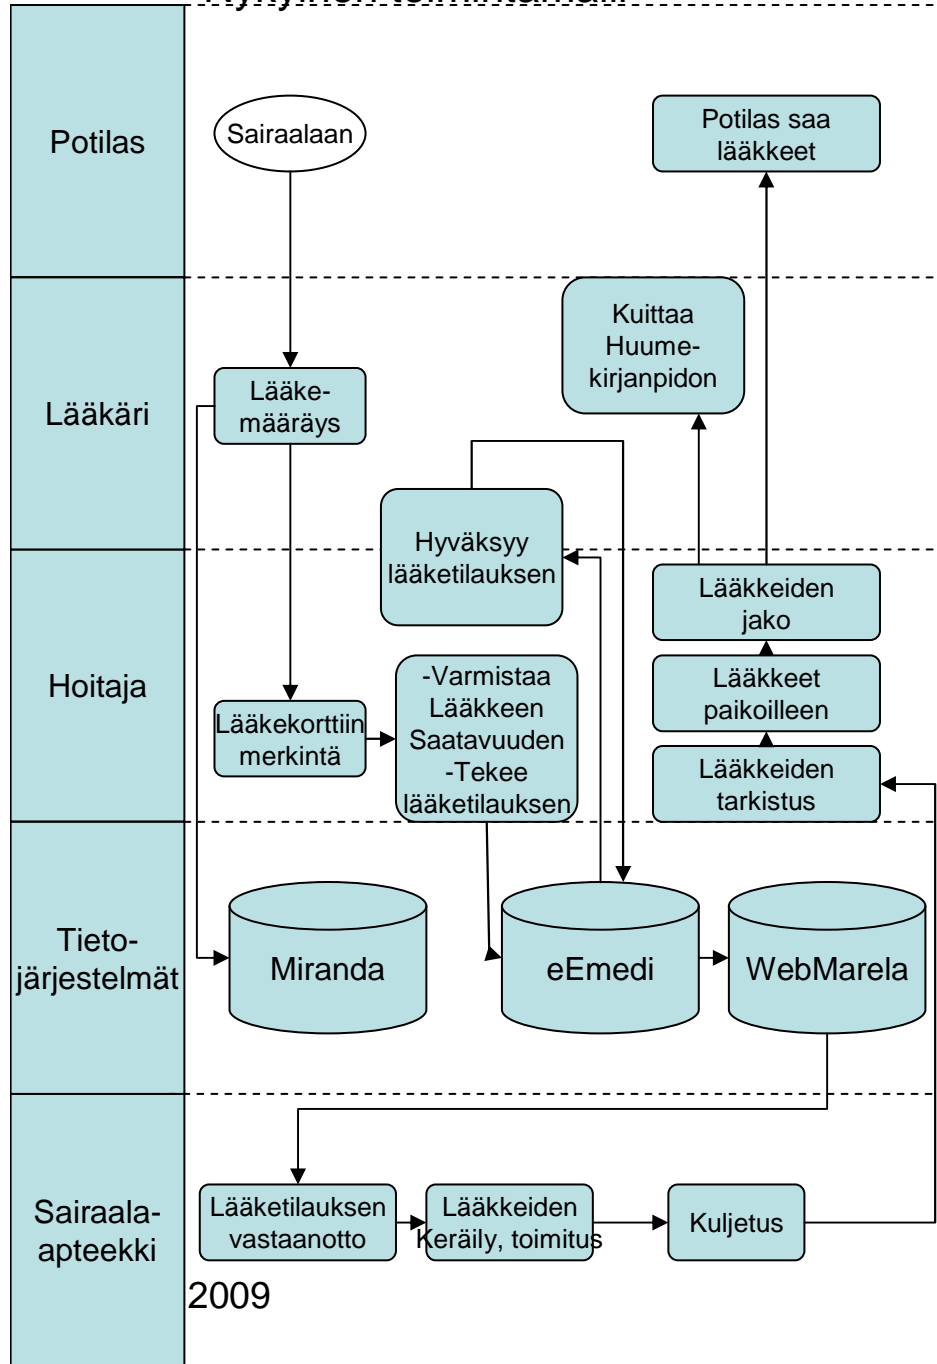 Nykyinen toimintamalli
Potilas
Sairaalaan
Potilas saa
lääkkeet
Lääkäri
Lääke-
määräys
Kuittaa
Huume-
kirjanpidon
Hyväksyy
lääketilauksen
Hoitaja
Lääkekorttiin
merkintä
-Varmistaa
Lääkkeen
Saatavuuden
-Tekee
lääketilauksen
Lääkkeiden
jako
Lääkkeet
paikoilleen
Lääkkeiden
tarkistus
Tieto-
järjestelmät
Miranda
eEmedi
WebMarela
Sairaala-
apteekki
Lääketilauksen
vastaanotto
Lääkkeiden
Keräily, toimitus
Kuljetus
2009